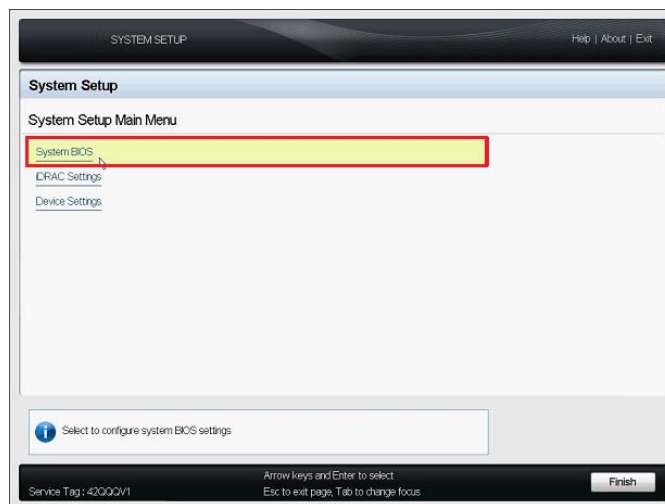 SYSTEM SETUP
Help | About | Exit
System Setup
System Setup Main Menu
System BIOS
iDRAC Settings
Device Settings
Select to configure system BIOS settings
Arrow keys and Enter to select
Service Tag : 42QQQV1
Esc to exit page, Tab to change focus
Finish